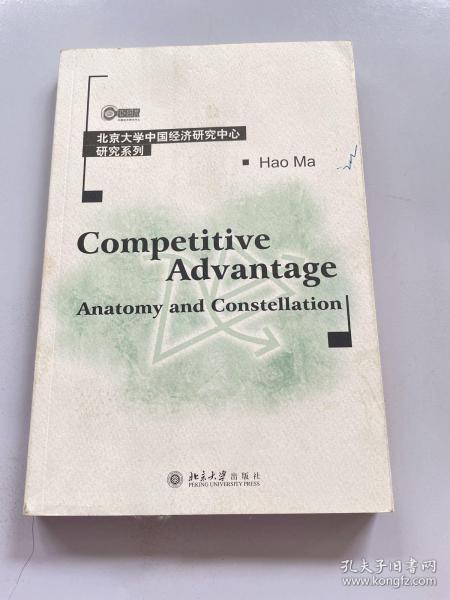 北京大学中国经济研究中心
研究系列
Hao Ma
Competitive
Advantage
Anatomy and Constellation
北京大学出版社
PEKING UNIVERSITY PRESS
孔夫子旧书网
www.kongfz.com